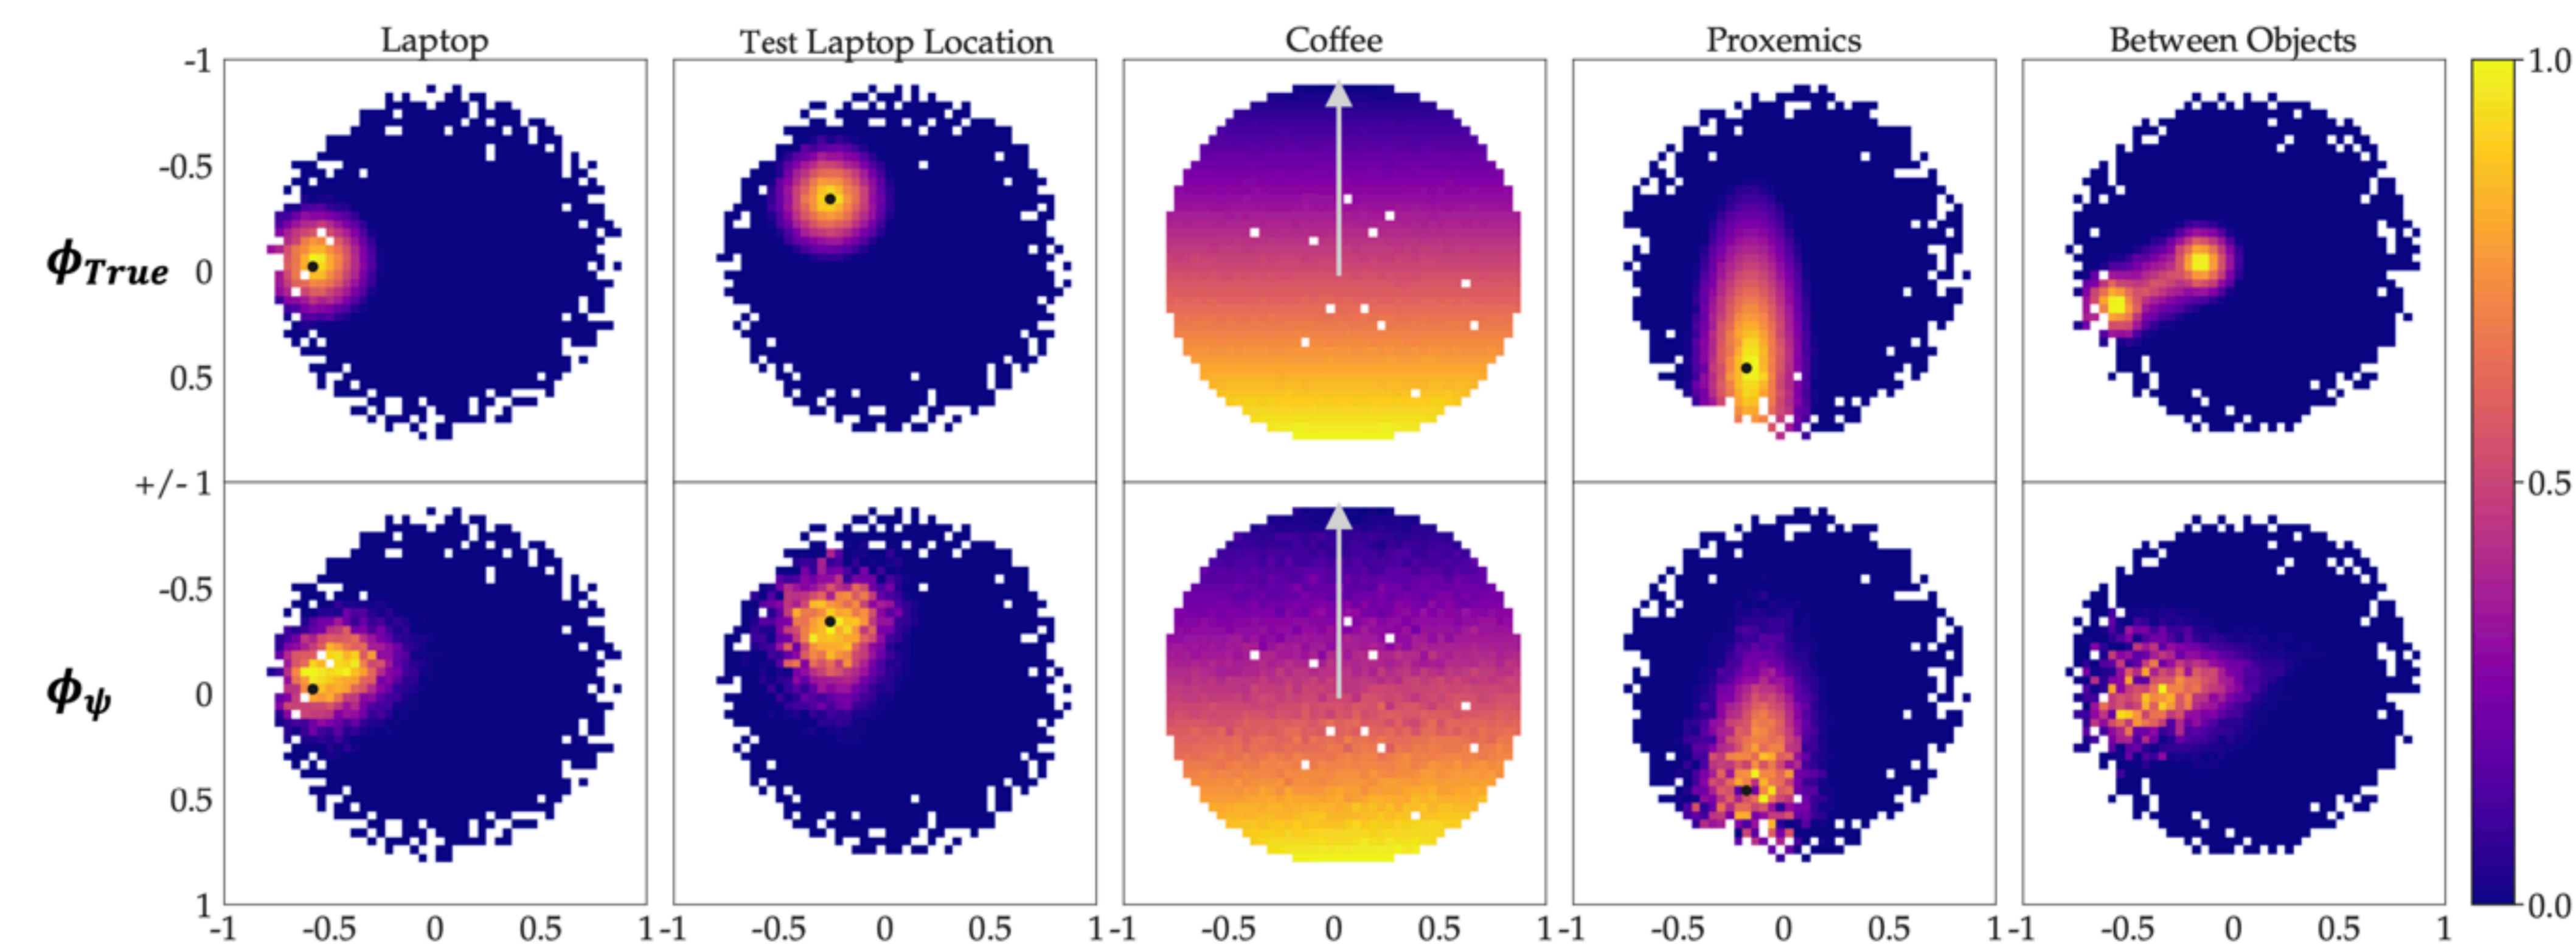 Laptop Test Laptop Location Coffee Proxemics Between Objects
-1 1.0
-0.5
ϕTrue 0
0.5
+/- 1 0.5
-0.5
ϕψ 0
0.5
1 0.0
-1 -0.5 0 0.5 1 -1 -0.5 0 0.5 1 -1 -0.5 0 0.5 1 -1 -0.5 0 0.5 1 -1 -0.5 0 0.5 1